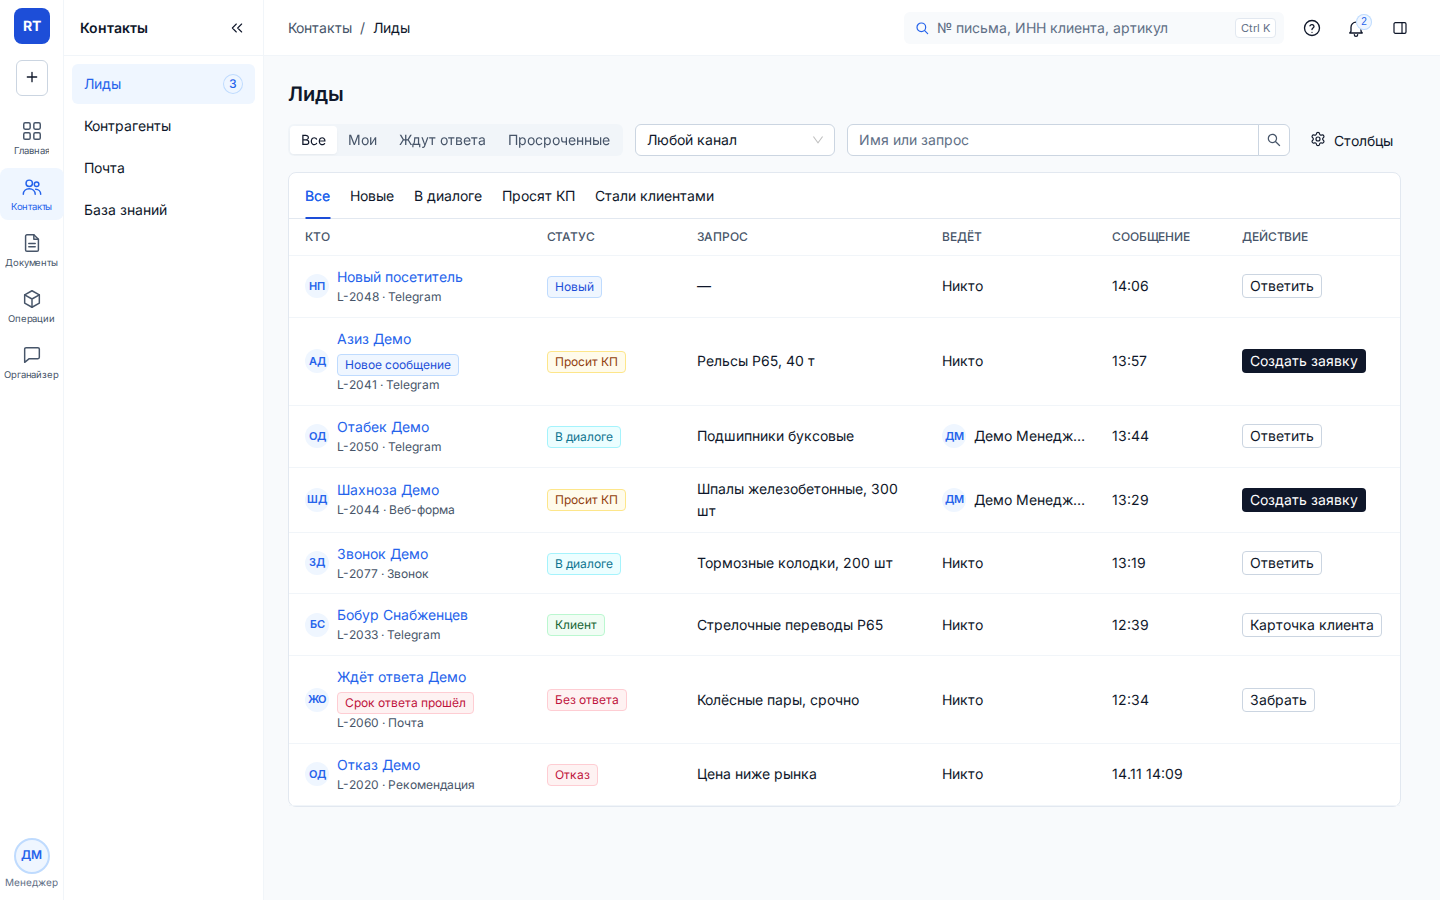 RT
Контакты
Контакты / Лиды
№ письма, ИНН клиента, артикул
Ctrl K
2
+
Главная
Контакты
Документы
Операции
Органайзер
ДМ
Менеджер
Лиды 3
Контрагенты
Почта
База знаний
Лиды
Все Мои Ждут ответа Просроченные
Любой канал
Имя или запрос
Столбцы
Все Новые В диалоге Просят КП Стали клиентами
КТО СТАТУС ЗАПРОС ВЕДЁТ СООБЩЕНИЕ ДЕЙСТВИЕ
НП Новый посетитель
L-2048 · Telegram
Новый — Никто 14:06 Ответить
АД Азиз Демо
Новое сообщение
L-2041 · Telegram
Просит КП Рельсы Р65, 40 т Никто 13:57 Создать заявку
ОД Отабек Демо
L-2050 · Telegram
В диалоге Подшипники буксовые ДМ Демо Менедж... 13:44 Ответить
ШД Шахноза Демо
L-2044 · Веб-форма
Просит КП Шпалы железобетонные, 300
шт
ДМ Демо Менедж... 13:29 Создать заявку
ЗД Звонок Демо
L-2077 · Звонок
В диалоге Тормозные колодки, 200 шт Никто 13:19 Ответить
БС Бобур Снабженцев
L-2033 · Telegram
Клиент Стрелочные переводы Р65 Никто 12:39 Карточка клиента
ЖО Ждёт ответа Демо
Срок ответа прошёл
L-2060 · Почта
Без ответа Колёсные пары, срочно Никто 12:34 Забрать
ОД Отказ Демо
L-2020 · Рекомендация
Отказ Цена ниже рынка Никто 14.11 14:09